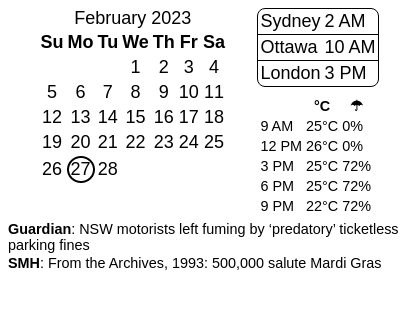 February 2023
Su Mo Tu We Th Fr Sa
1 2 3 4
5 6 7 8 9 10 11
12 13 14 15 16 17 18
19 20 21 22 23 24 25
26 27 28
Sydney 2 AM
Ottawa 10 AM
London 3 PM
°C ☂
9 AM 25°C 0%
12 PM 26°C 0%
3 PM 25°C 72%
6 PM 25°C 72%
9 PM 22°C 72%
Guardian: NSW motorists left fuming by ‘predatory’ ticketless
parking fines
SMH: From the Archives, 1993: 500,000 salute Mardi Gras